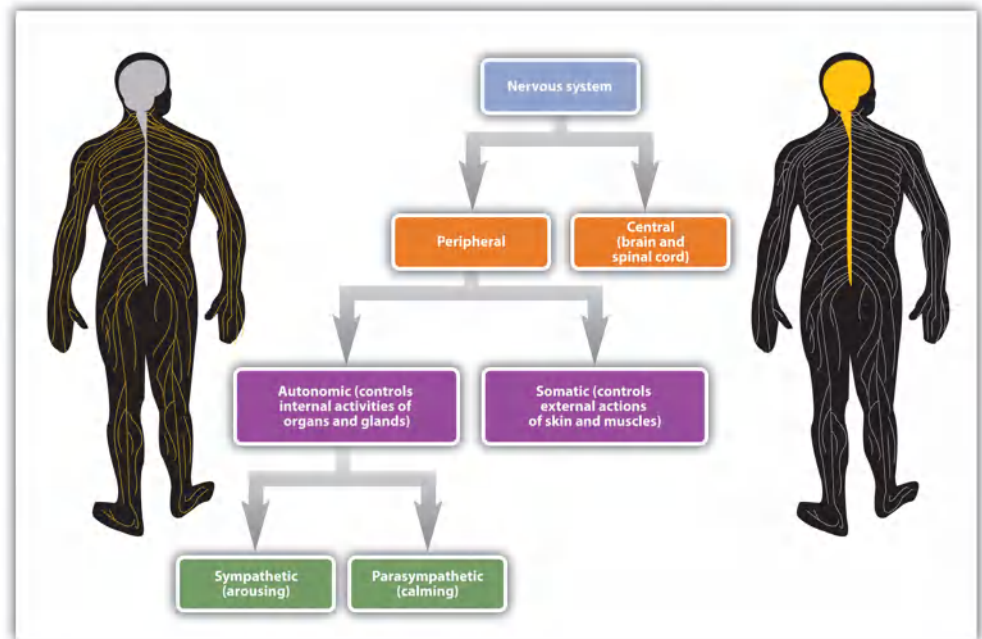 Nervous system
Peripheral
Central
(brain and
spinal cord)
Autonomic (controls
internal activities of
organs and glands)
Somatic (controls
external actions
of skin and muscles)
Sympathetic
(arousing)
Parasympathetic
(calming)